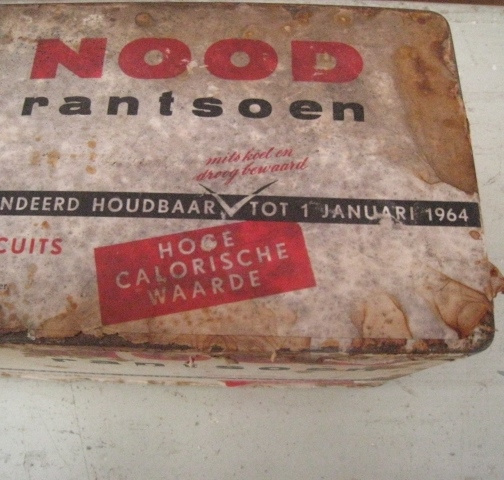 NOOD
rantsoen
mits koel en
droog bewaard
NDEERD HOUDBAAR TOT 1 JANUARI 1964
CUITS
HOGE
CALORISCHE
WAARDE